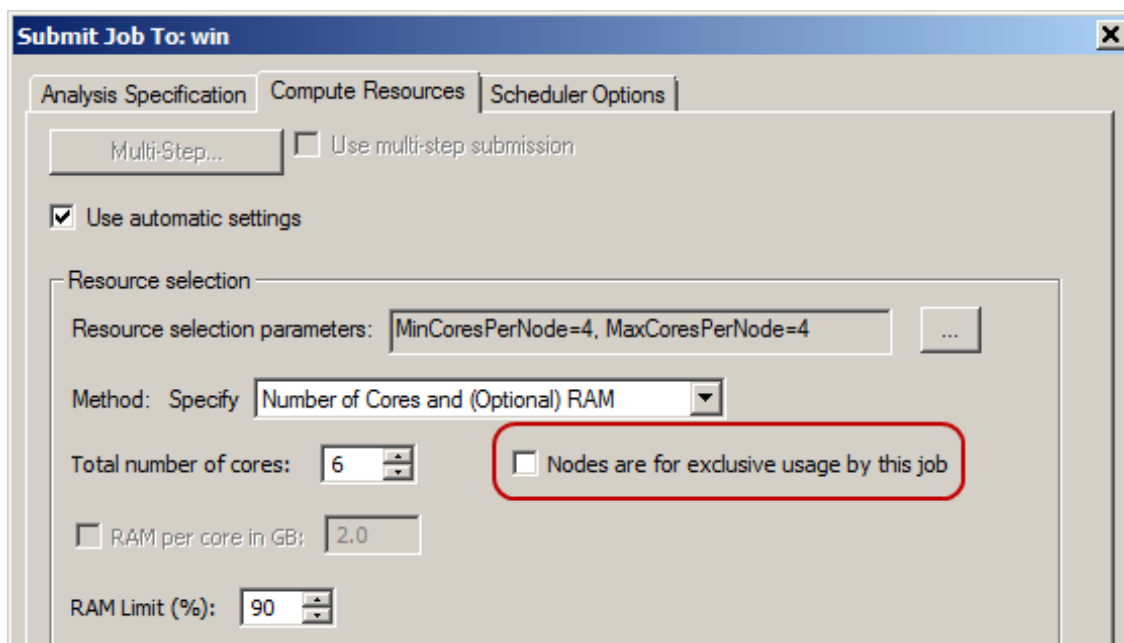 Submit Job To: win
Analysis Specification Compute Resources Scheduler Options
Multi-Step... Use multi-step submission
Use automatic settings
Resource selection
Resource selection parameters: MinCoresPerNode=4, MaxCoresPerNode=4 ...
Method: Specify Number of Cores and (Optional) RAM
Total number of cores: 6 Nodes are for exclusive usage by this job
RAM per core in GB: 2.0
RAM Limit (%): 90